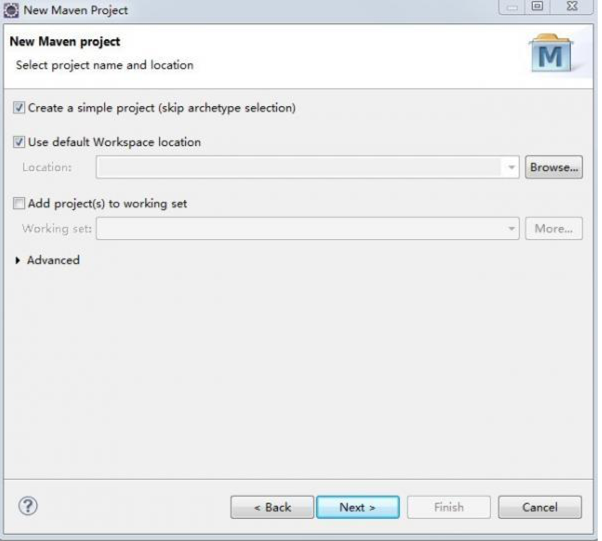 New Maven Project
New Maven project
M
Select project name and location
Create a simple project (skip archetype selection)
Use default Workspace location
Location: Browse...
Add project(s) to working set
Working set: More...
Advanced
? < Back Next > Finish Cancel